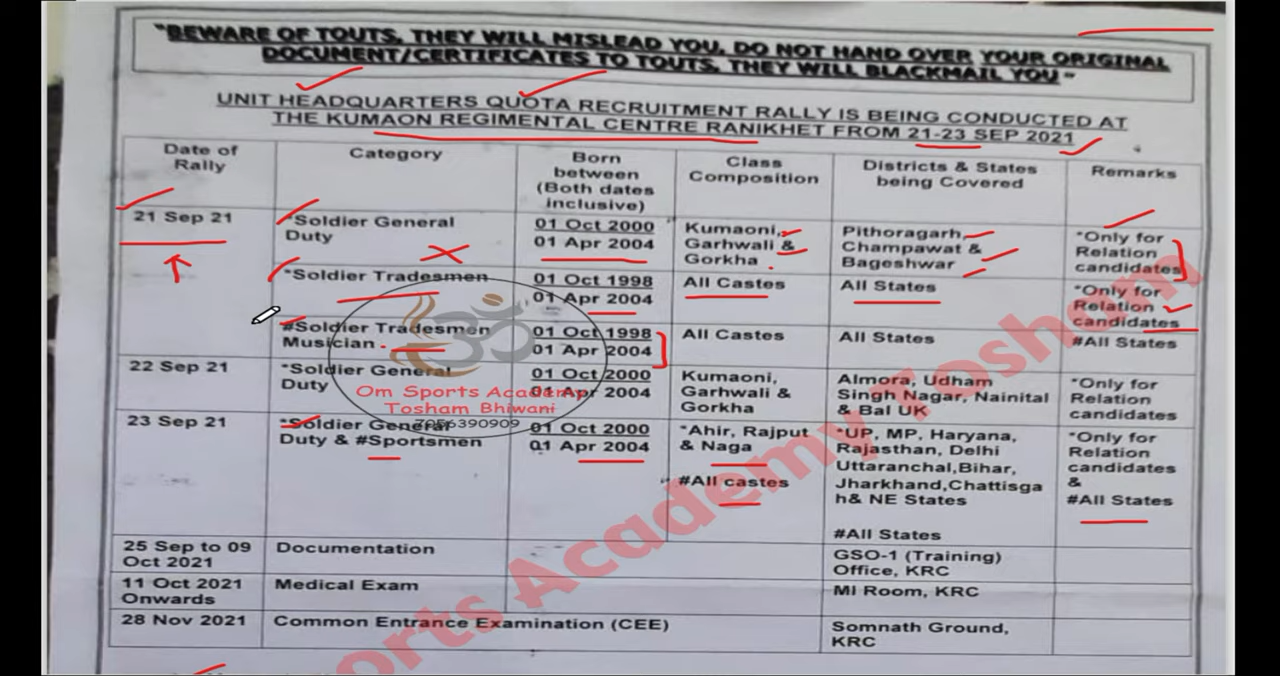 "BEWARE OF TOUTS, THEY WILL MISLEAD YOU, DO NOT HAND OVER YOUR ORIGINAL
DOCUMENT/CERTIFICATES TO TOUTS, THEY WILL BLACKMAIL YOU"
UNIT HEADQUARTERS QUOTA RECRUITMENT RALLY IS BEING CONDUCTED AT
THE KUMAON REGIMENTAL CENTRE RANIKHET FROM 21-23 SEP 2021
Date of
Rally
Category
Born
between
(Both dates
inclusive)
Class
Composition
Districts & States
being Covered
Remarks
21 Sep 21
*Soldier General
Duty
01 Oct 2000
01 Apr 2004
Kumaoni,
Garhwali &
Gorkha
Pithoragarh,
Champawat &
Bageshwar
*Only for
Relation
candidates
*Soldier Tradesmen
01 Oct 1998
01 Apr 2004
All Castes
All States
*Only for
Relation
candidates
#Soldier Tradesmen
Musician
01 Oct 1998
01 Apr 2004
All Castes
All States
#All States
22 Sep 21
*Soldier General
Duty
01 Oct 2000
01 Apr 2004
Kumaoni,
Garhwali &
Gorkha
Almora, Udham
Singh Nagar, Nainital
& Bal UK
*Only for
Relation
candidates
23 Sep 21
*Soldier General
Duty & #Sportsmen
01 Oct 2000
01 Apr 2004
*Ahir, Rajput
& Naga
#All castes
*UP, MP, Haryana,
Rajasthan, Delhi
Uttaranchal,Bihar,
Jharkhand,Chattisga
h& NE States
#All States
*Only for
Relation
candidates
&
#All States
25 Sep to 09
Oct 2021
Documentation
GSO-1 (Training)
Office, KRC
11 Oct 2021
Onwards
Medical Exam
MI Room, KRC
28 Nov 2021
Common Entrance Examination (CEE)
Somnath Ground,
KRC
Om Sports Academy
Tosham Bhiwani
7056390909
orts Academy Tosham